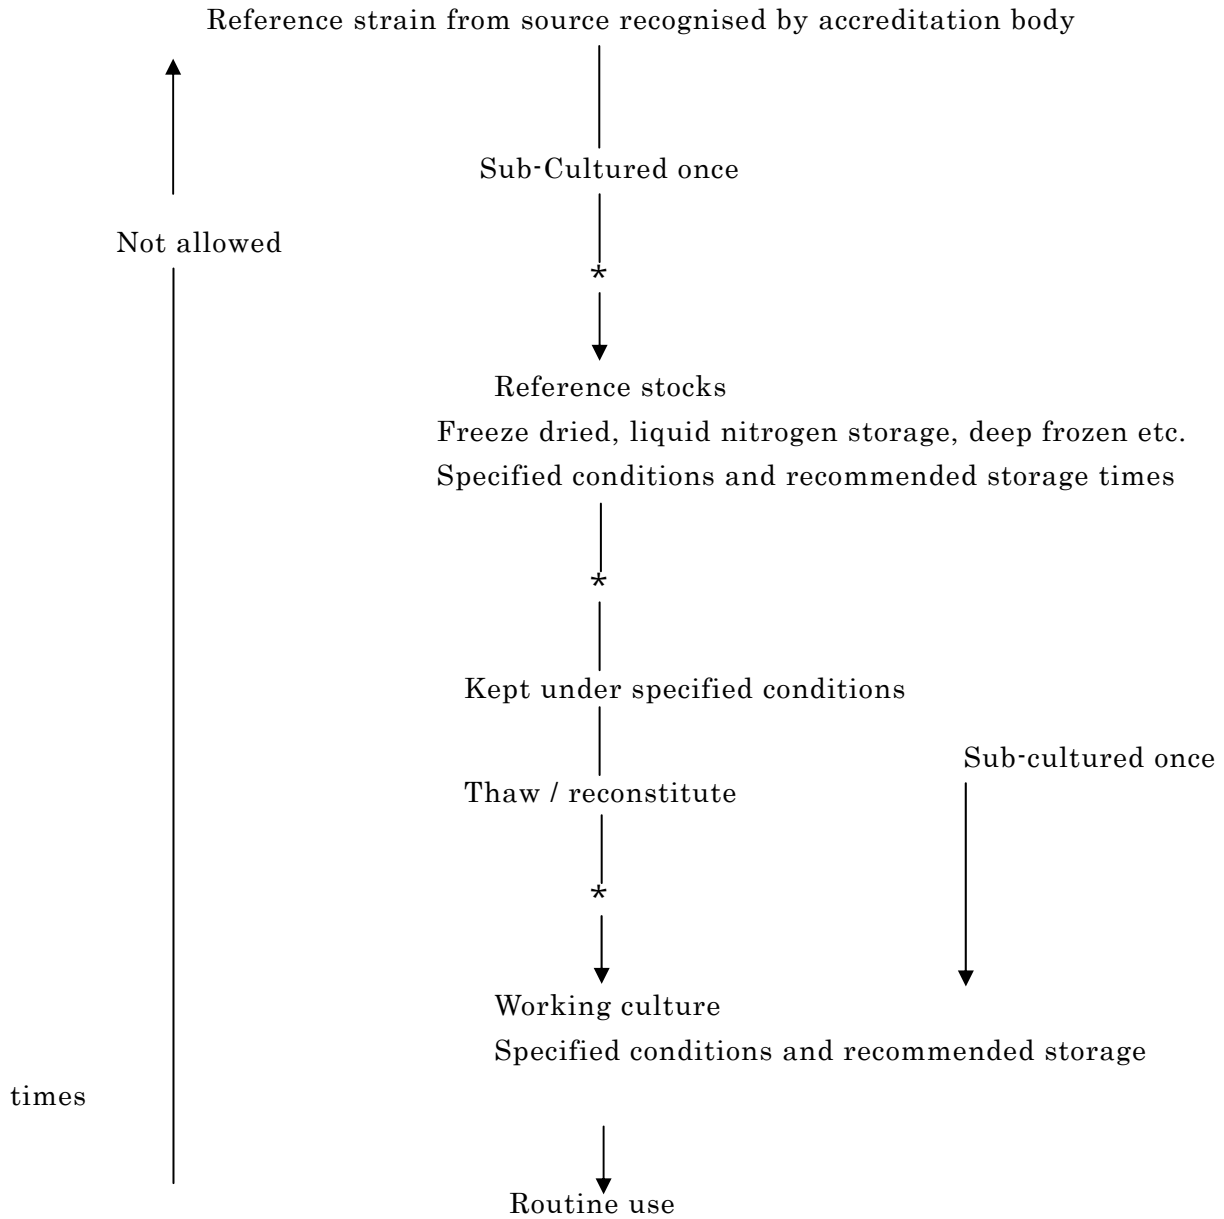 Reference strain from source recognised by accreditation body
Sub-Cultured once
Not allowed
*
Reference stocks
Freeze dried, liquid nitrogen storage, deep frozen etc.
Specified conditions and recommended storage times
*
Kept under specified conditions
Sub-cultured once
Thaw / reconstitute
*
Working culture
Specified conditions and recommended storage
times
Routine use